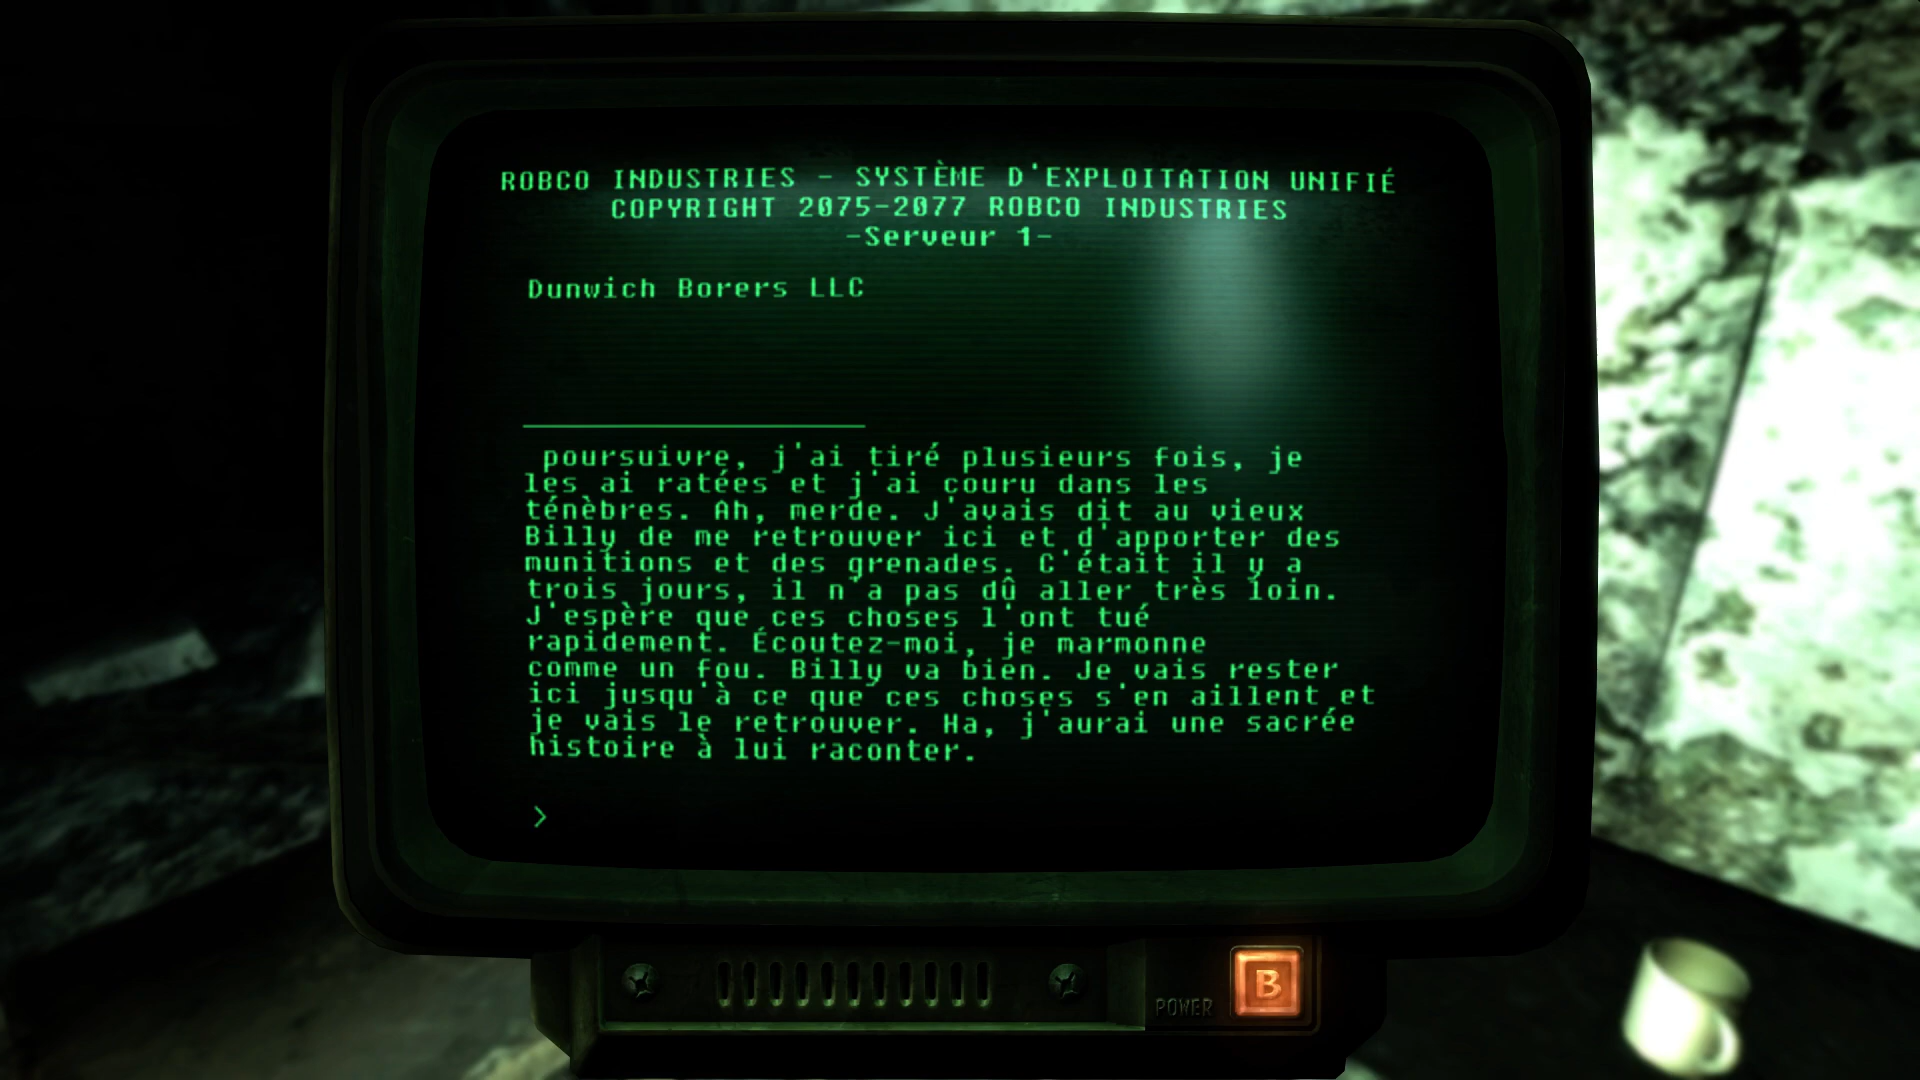 ROBCO INDUSTRIES - SYSTÈME D'EXPLOITATION UNIFIÉ
COPYRIGHT 2075-2077 ROBCO INDUSTRIES
-Serveur 1-
Dunwich Borers LLC
poursuivre, j'ai tiré plusieurs fois, je
les ai ratées et j'ai couru dans les
ténèbres. Ah, merde. J'avais dit au vieux
Billy de me retrouver ici et d'apporter des
munitions et des grenades. C'était il y a
trois jours, il n'a pas dû aller très loin.
J'espère que ces choses l'ont tué
rapidement. Écoutez-moi, je marmonne
comme un fou. Billy va bien. Je vais rester
ici jusqu'à ce que ces choses s'en aillent et
je vais le retrouver. Ha, j'aurai une sacrée
histoire à lui raconter.
>
POWER
B